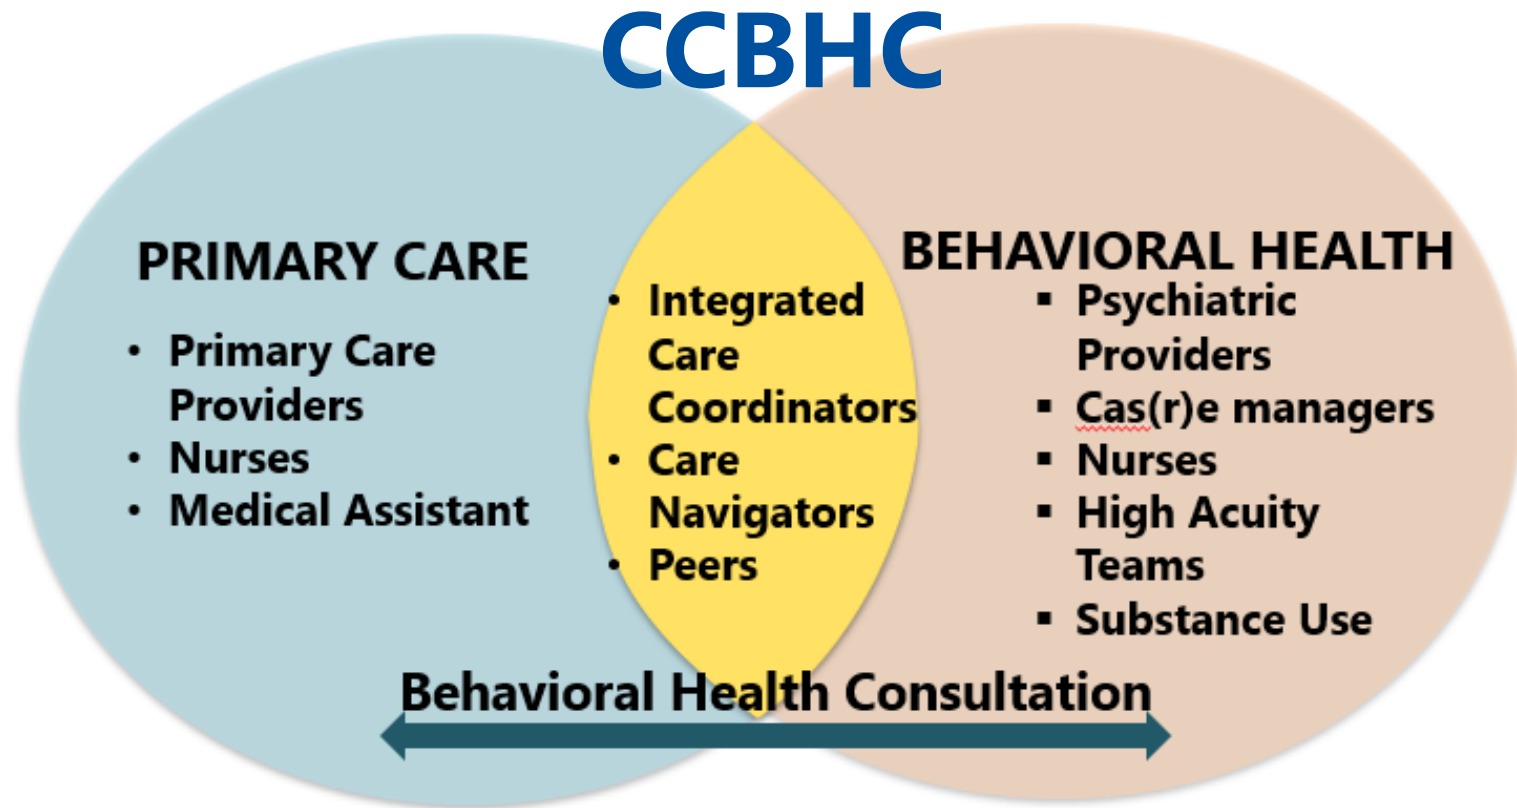 CCBHC
PRIMARY CARE
• Primary Care
Providers
• Nurses
• Medical Assistant
• Integrated
Care
Coordinators
• Care
Navigators
• Peers
BEHAVIORAL HEALTH
▪ Psychiatric
Providers
▪ Cas(r)e managers
▪ Nurses
▪ High Acuity
Teams
▪ Substance Use
Behavioral Health Consultation